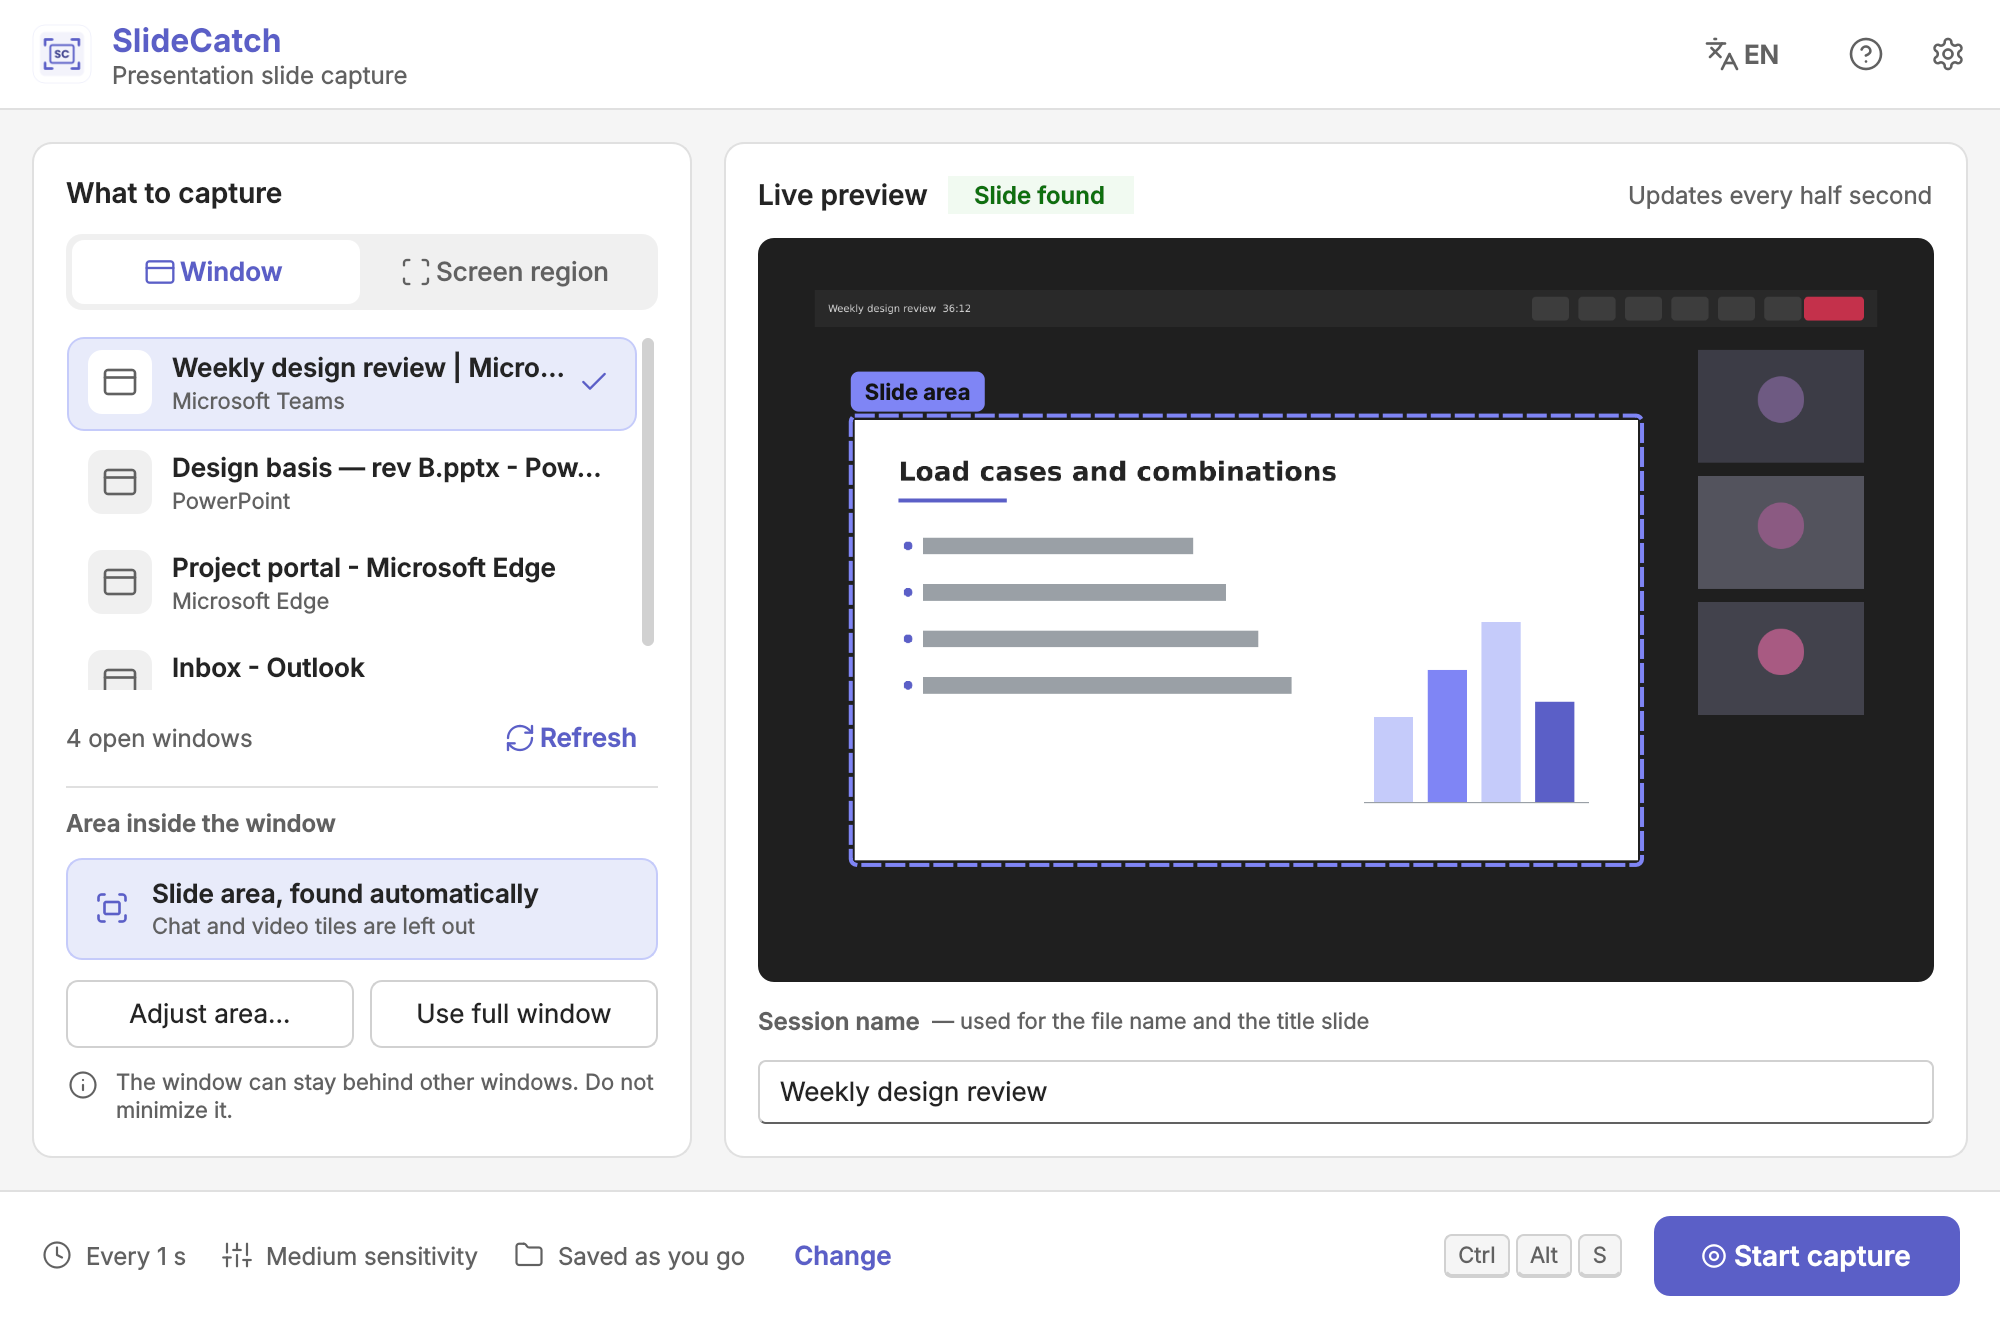 SC
SlideCatch
Presentation slide capture
EN
What to capture
Window
Screen region
Weekly design review | Micro...
Microsoft Teams
Design basis — rev B.pptx - Pow...
PowerPoint
Project portal - Microsoft Edge
Microsoft Edge
Inbox - Outlook
4 open windows
Refresh
Area inside the window
Slide area, found automatically
Chat and video tiles are left out
Adjust area...
Use full window
The window can stay behind other windows. Do not
minimize it.
Live preview
Slide found
Updates every half second
Weekly design review 36:12
Slide area
Load cases and combinations
Session name — used for the file name and the title slide
Weekly design review
Every 1 s
Medium sensitivity
Saved as you go
Change
Ctrl
Alt
S
Start capture